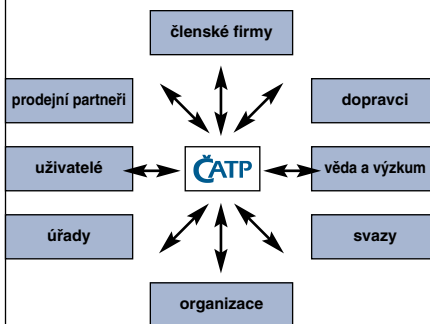 členské firmy
prodejní partneři
dopravci
uživatelé
ČATP
věda a výzkum
úřady
svazy
organizace